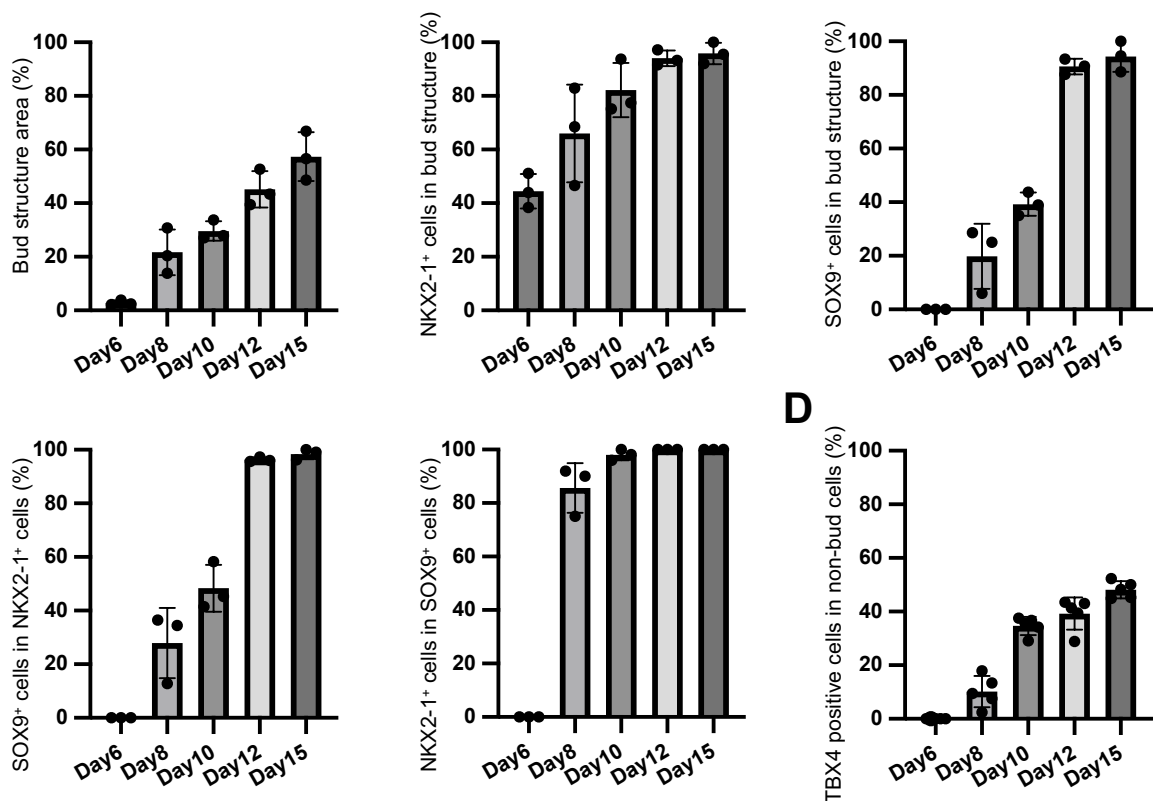 Bud structure area (%)
100
80
60
40
20
0
Day6
Day8
Day10
Day12
Day15
NKX2-1⁺ cells in bud structure (%)
100
80
60
40
20
0
Day6
Day8
Day10
Day12
Day15
SOX9⁺ cells in bud structure (%)
100
80
60
40
20
0
Day6
Day8
Day10
Day12
Day15
SOX9⁺ cells in NKX2-1⁺ cells (%)
100
80
60
40
20
0
Day6
Day8
Day10
Day12
Day15
NKX2-1⁺ cells in SOX9⁺ cells (%)
100
80
60
40
20
0
Day6
Day8
Day10
Day12
Day15
D
TBX4 positive cells in non-bud cells (%)
100
80
60
40
20
0
Day6
Day8
Day10
Day12
Day15